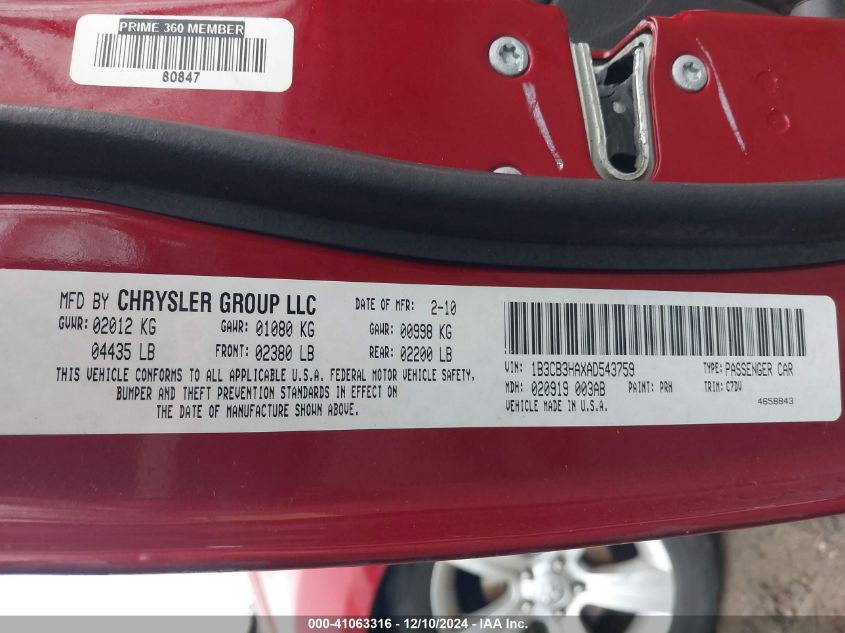 PRIME 360 MEMBER
80847
MFD BY CHRYSLER GROUP LLC DATE OF MFR: 2-10
GVWR: 02012 KG GAWR: 01080 KG GAWR: 00998 KG
04435 LB FRONT: 02380 LB REAR: 02200 LB
THIS VEHICLE CONFORMS TO ALL APPLICABLE U.S.A. FEDERAL MOTOR VEHICLE SAFETY,
BUMPER AND THEFT PREVENTION STANDARDS IN EFFECT ON
THE DATE OF MANUFACTURE SHOWN ABOVE.
VIN: 1B3CB3HAXAD543759 TYPE: PASSENGER CAR
MDH: 020919 003AB PAINT: PRH TRIM: C7DV
VEHICLE MADE IN U.S.A. 4658843
000-41063316 - 12/10/2024 - IAA Inc.